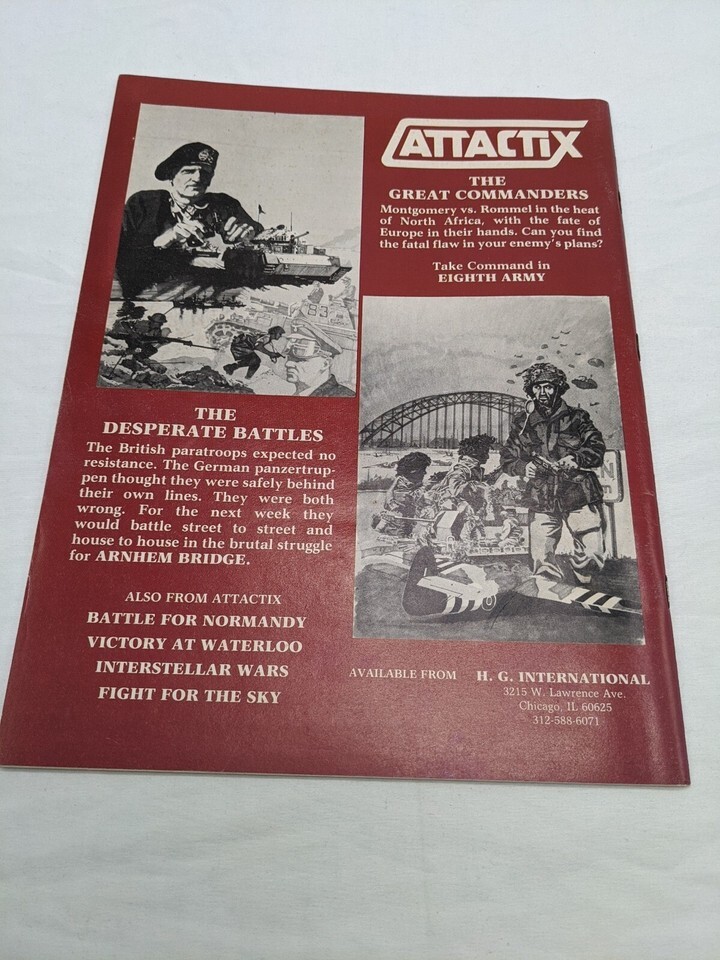 ATTACTIX
THE
GREAT COMMANDERS
Montgomery vs. Rommel in the heat
of North Africa, with the fate of
Europe in their hands. Can you find
the fatal flaw in your enemy's plans?
Take Command in
EIGHTH ARMY
THE
DESPERATE BATTLES
The British paratroops expected no
resistance. The German panzertrup-
pen thought they were safely behind
their own lines. They were both
wrong. For the next week they
would battle street to street and
house to house in the brutal struggle
for ARNHEM BRIDGE.
ALSO FROM ATTACTIX
BATTLE FOR NORMANDY
VICTORY AT WATERLOO
INTERSTELLAR WARS
FIGHT FOR THE SKY
AVAILABLE FROM H. G. INTERNATIONAL
3215 W. Lawrence Ave.
Chicago, IL 60625
312-588-6071